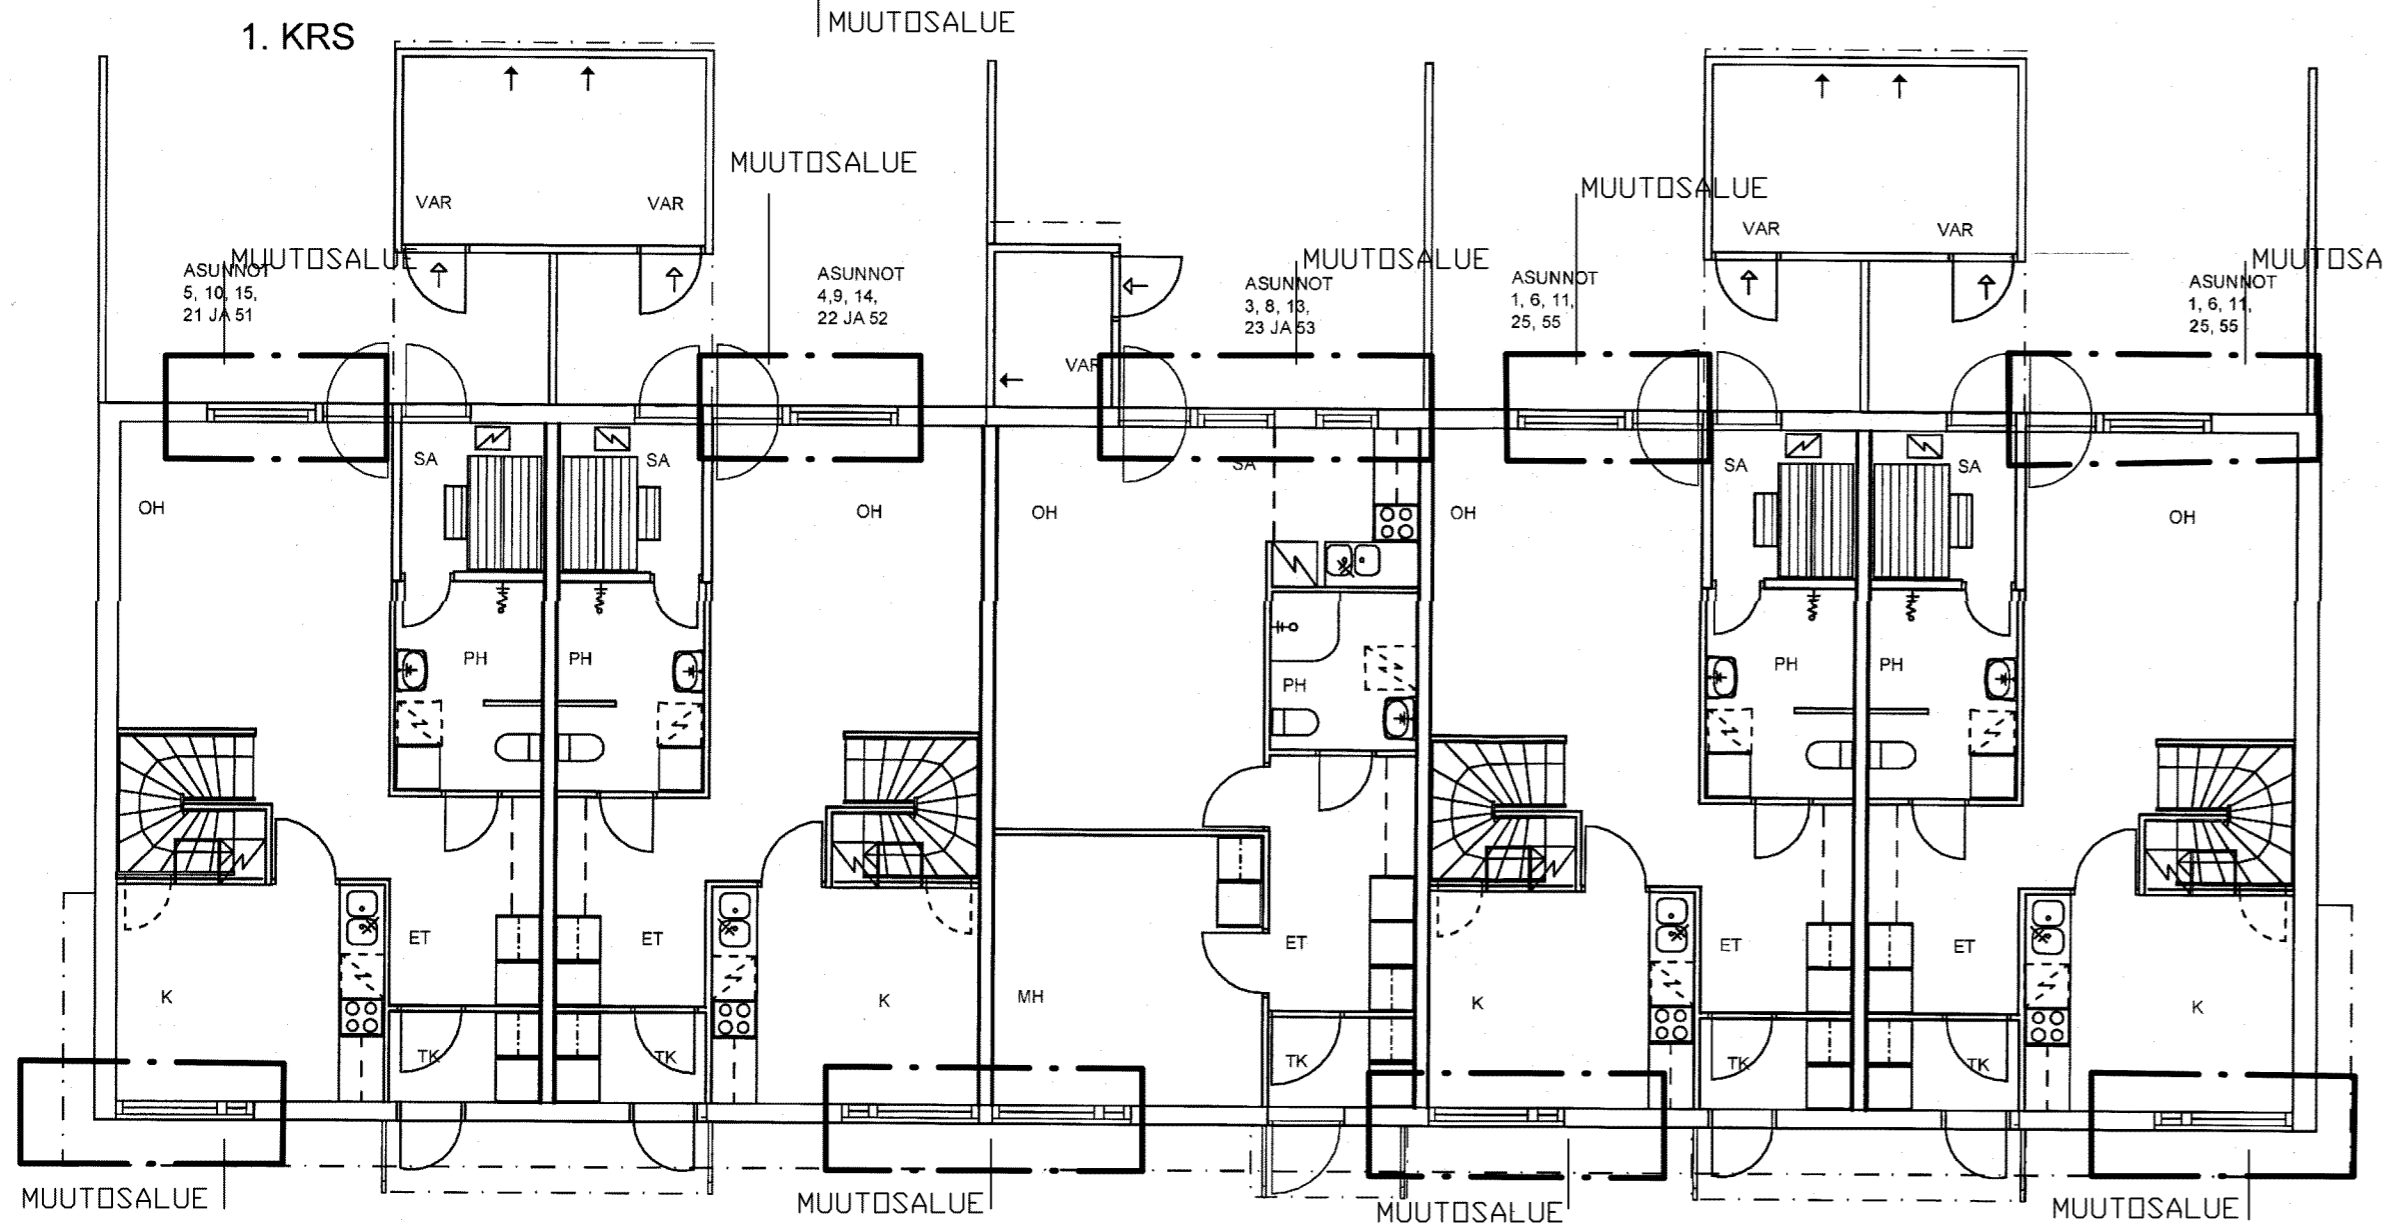 1. KRS
MUUTOSALUE
MUUTOSALUE
MUUTOSALUE
VAR
VAR
VAR
VAR
MUUTOSALUE
MUUTOSALUE
MUUTOSA
ASUNNOT
5, 10, 15,
21 JA 51
ASUNNOT
4,9, 14,
22 JA 52
ASUNNOT
3, 8, 13,
23 JA 53
ASUNNOT
1, 6, 11,
25, 55
ASUNNOT
1, 6, 11,
25, 55
VAR
SA
SA
SA
SA
SA
OH
OH
OH
OH
OH
PH
PH
PH
PH
PH
ET
ET
ET
ET
ET
K
K
MH
K
K
TK
TK
TK
TK
TK
MUUTOSALUE
MUUTOSALUE
MUUTOSALUE
MUUTOSALUE